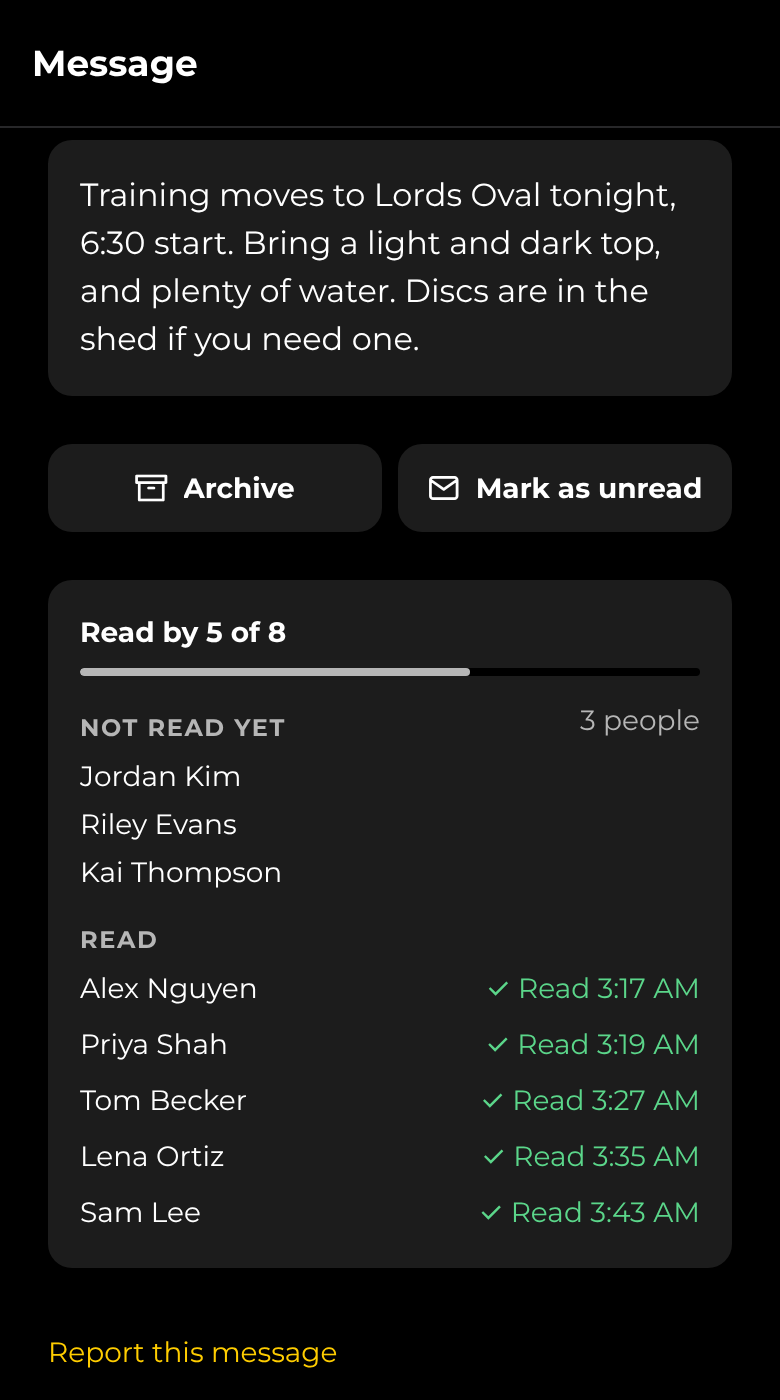 Message
Training moves to Lords Oval tonight,
6:30 start. Bring a light and dark top,
and plenty of water. Discs are in the
shed if you need one.
Archive
Mark as unread
Read by 5 of 8
NOT READ YET
3 people
Jordan Kim
Riley Evans
Kai Thompson
READ
Alex Nguyen
Read 3:17 AM
Priya Shah
Read 3:19 AM
Tom Becker
Read 3:27 AM
Lena Ortiz
Read 3:35 AM
Sam Lee
Read 3:43 AM
Report this message